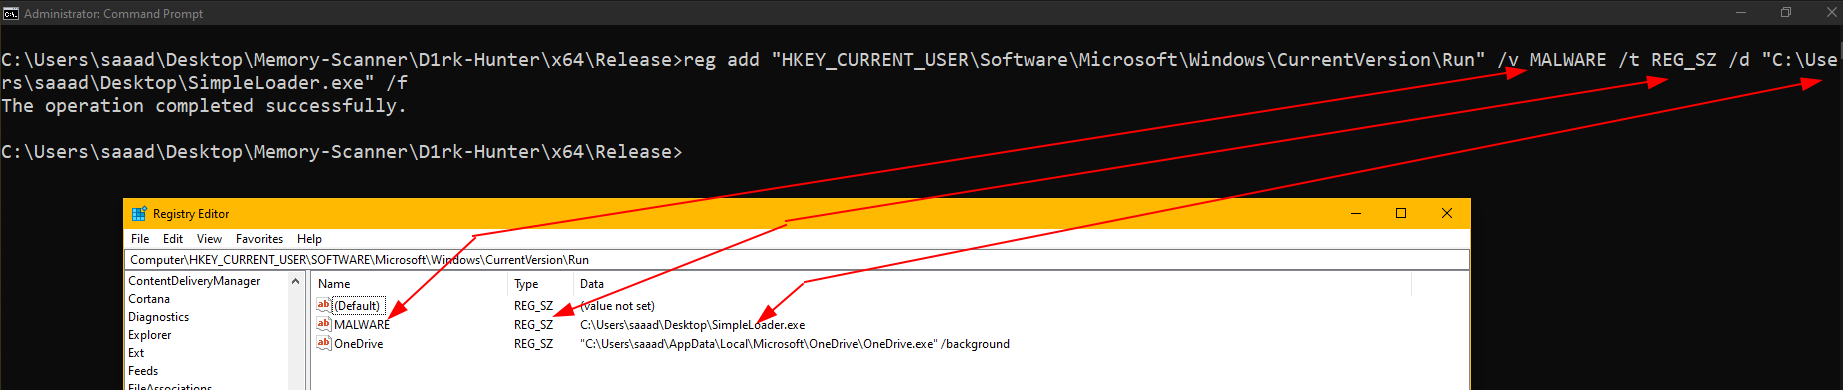 Administrator: Command Prompt
C:\Users\saaad\Desktop\Memory-Scanner\D1rk-Hunter\x64\Release>reg add "HKEY_CURRENT_USER\Software\Microsoft\Windows\CurrentVersion\Run" /v MALWARE /t REG_SZ /d "C:\Use
rs\saaad\Desktop\SimpleLoader.exe" /f
The operation completed successfully.
C:\Users\saaad\Desktop\Memory-Scanner\D1rk-Hunter\x64\Release>
Registry Editor
File Edit View Favorites Help
Computer\HKEY_CURRENT_USER\SOFTWARE\Microsoft\Windows\CurrentVersion\Run
ContentDeliveryManager
Cortana
Diagnostics
Explorer
Ext
Feeds
FileAssociations
Name Type Data
(Default) REG_SZ (value not set)
MALWARE REG_SZ C:\Users\saaad\Desktop\SimpleLoader.exe
OneDrive REG_SZ "C:\Users\saaad\AppData\Local\Microsoft\OneDrive\OneDrive.exe" /background